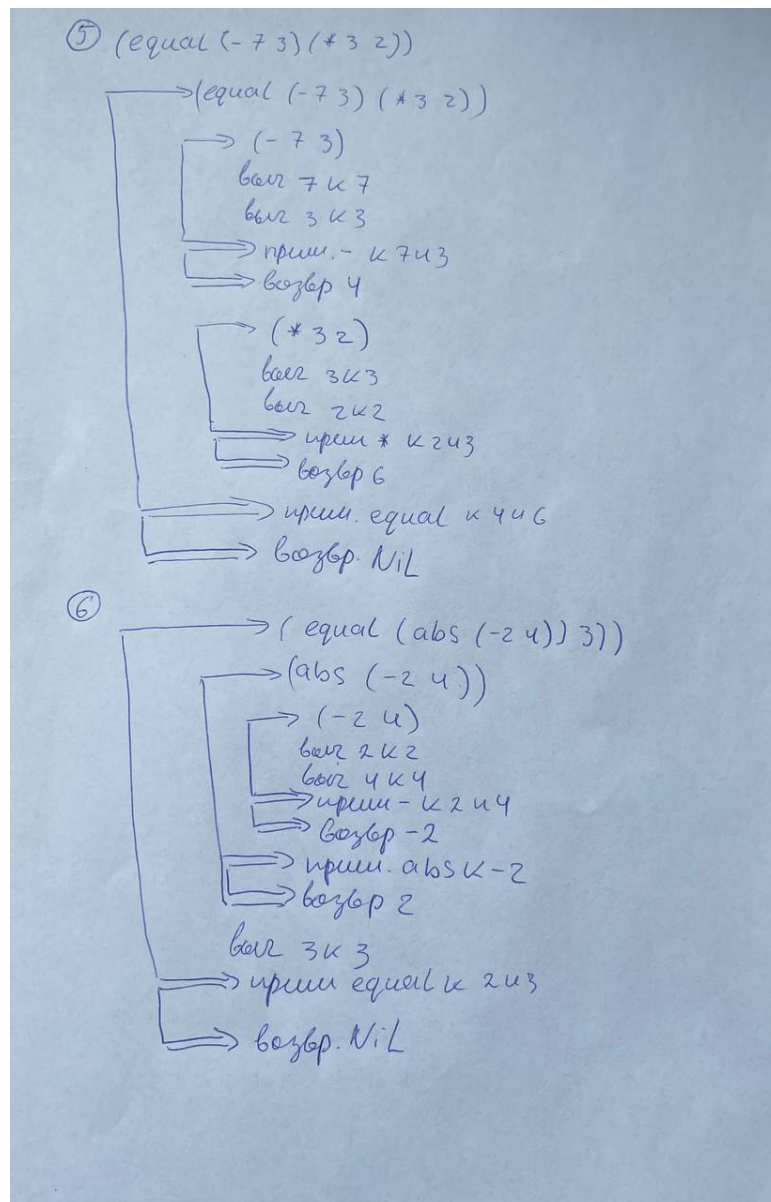 ⑤ (equal (- 7 3) (* 3 2))
(equal (- 7 3) (* 3 2))
(- 7 3)
выч 7 к 7
выч 3 к 3
прим. - к 7 и 3
возвр 4
(* 3 2)
выч 3 к 3
выч 2 к 2
прим * к 2 и 3
возвр 6
прим. equal к 4 и 6
возвр. NiL
⑥
(equal (abs (- 2 4)) 3))
(abs (- 2 4))
(- 2 4)
выч 2 к 2
выч 4 к 4
прим - к 2 и 4
возвр -2
прим. abs к -2
возвр 2
выч 3 к 3
прим equal к 2 и 3
возвр. NiL